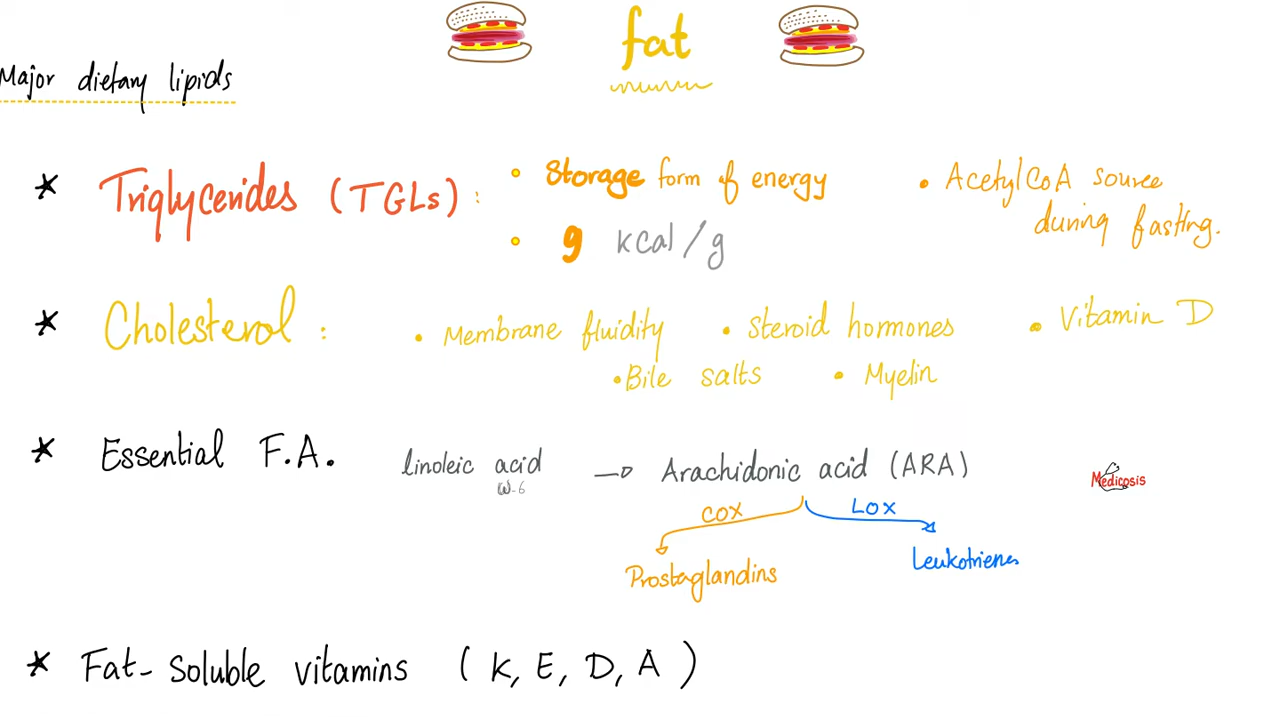 fat
Major dietary lipids
* Triglycerides (TGLs) :
• Storage form of energy
• 9 kcal/g
• Acetyl CoA source
during fasting.
* Cholesterol :
• Membrane fluidity • Steroid hormones • Vitamin D
• Bile salts • Myelin
* Essential F.A. linoleic acid → Arachidonic acid (ARA)
ω-6
Medicosis
COX LOX
Prostaglandins
Leukotrienes
* Fat-soluble vitamins (K, E, D, A)